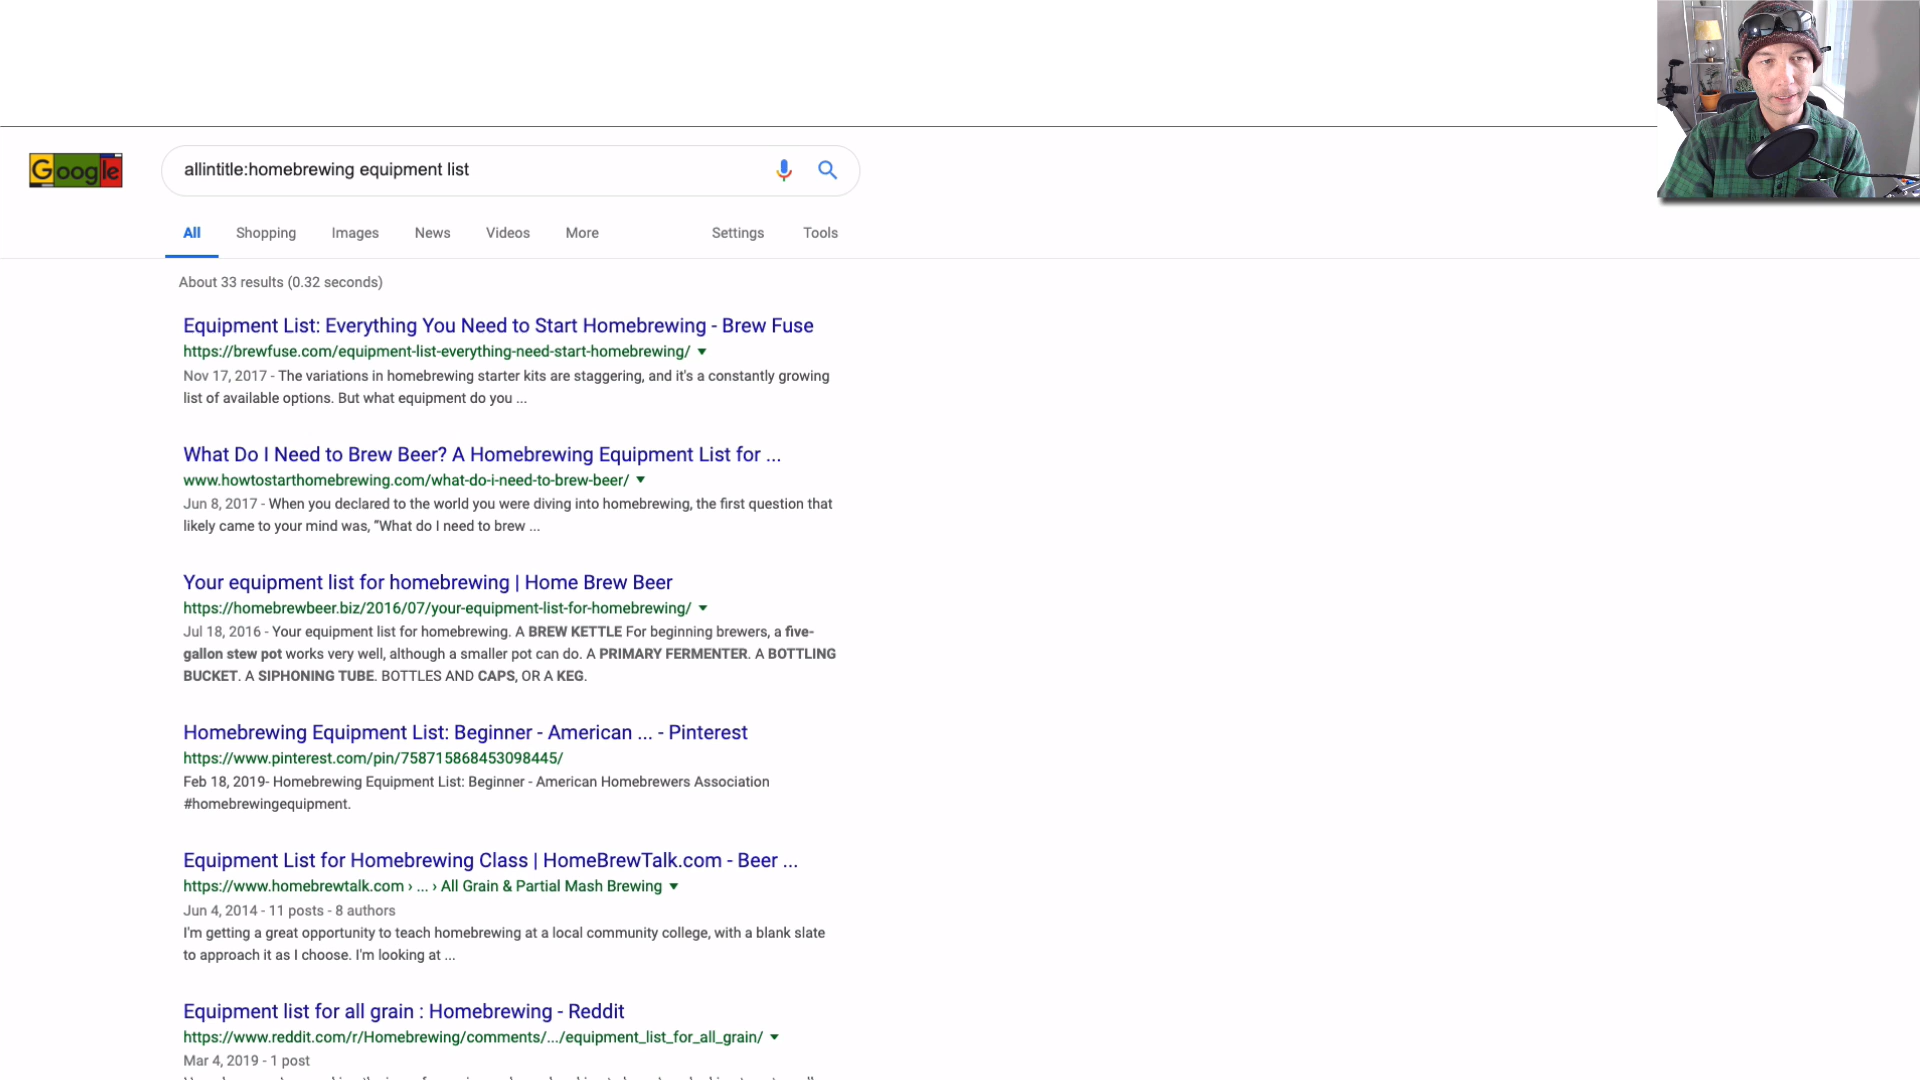 Google
allintitle:homebrewing equipment list
All Shopping Images News Videos More Settings Tools
About 33 results (0.32 seconds)
Equipment List: Everything You Need to Start Homebrewing - Brew Fuse
https://brewfuse.com/equipment-list-everything-need-start-homebrewing/
Nov 17, 2017 - The variations in homebrewing starter kits are staggering, and it's a constantly growing
list of available options. But what equipment do you ...
What Do I Need to Brew Beer? A Homebrewing Equipment List for ...
www.howtostarthomebrewing.com/what-do-i-need-to-brew-beer/
Jun 8, 2017 - When you declared to the world you were diving into homebrewing, the first question that
likely came to your mind was, “What do I need to brew ...
Your equipment list for homebrewing | Home Brew Beer
https://homebrewbeer.biz/2016/07/your-equipment-list-for-homebrewing/
Jul 18, 2016 - Your equipment list for homebrewing. A BREW KETTLE For beginning brewers, a five-
gallon stew pot works very well, although a smaller pot can do. A PRIMARY FERMENTER. A BOTTLING
BUCKET. A SIPHONING TUBE. BOTTLES AND CAPS, OR A KEG.
Homebrewing Equipment List: Beginner - American ... - Pinterest
https://www.pinterest.com/pin/758715868453098445/
Feb 18, 2019- Homebrewing Equipment List: Beginner - American Homebrewers Association
#homebrewingequipment.
Equipment List for Homebrewing Class | HomeBrewTalk.com - Beer ...
https://www.homebrewtalk.com › ... › All Grain & Partial Mash Brewing
Jun 4, 2014 - 11 posts - 8 authors
I'm getting a great opportunity to teach homebrewing at a local community college, with a blank slate
to approach it as I choose. I'm looking at ...
Equipment list for all grain : Homebrewing - Reddit
https://www.reddit.com/r/Homebrewing/comments/.../equipment_list_for_all_grain/
Mar 4, 2019 - 1 post